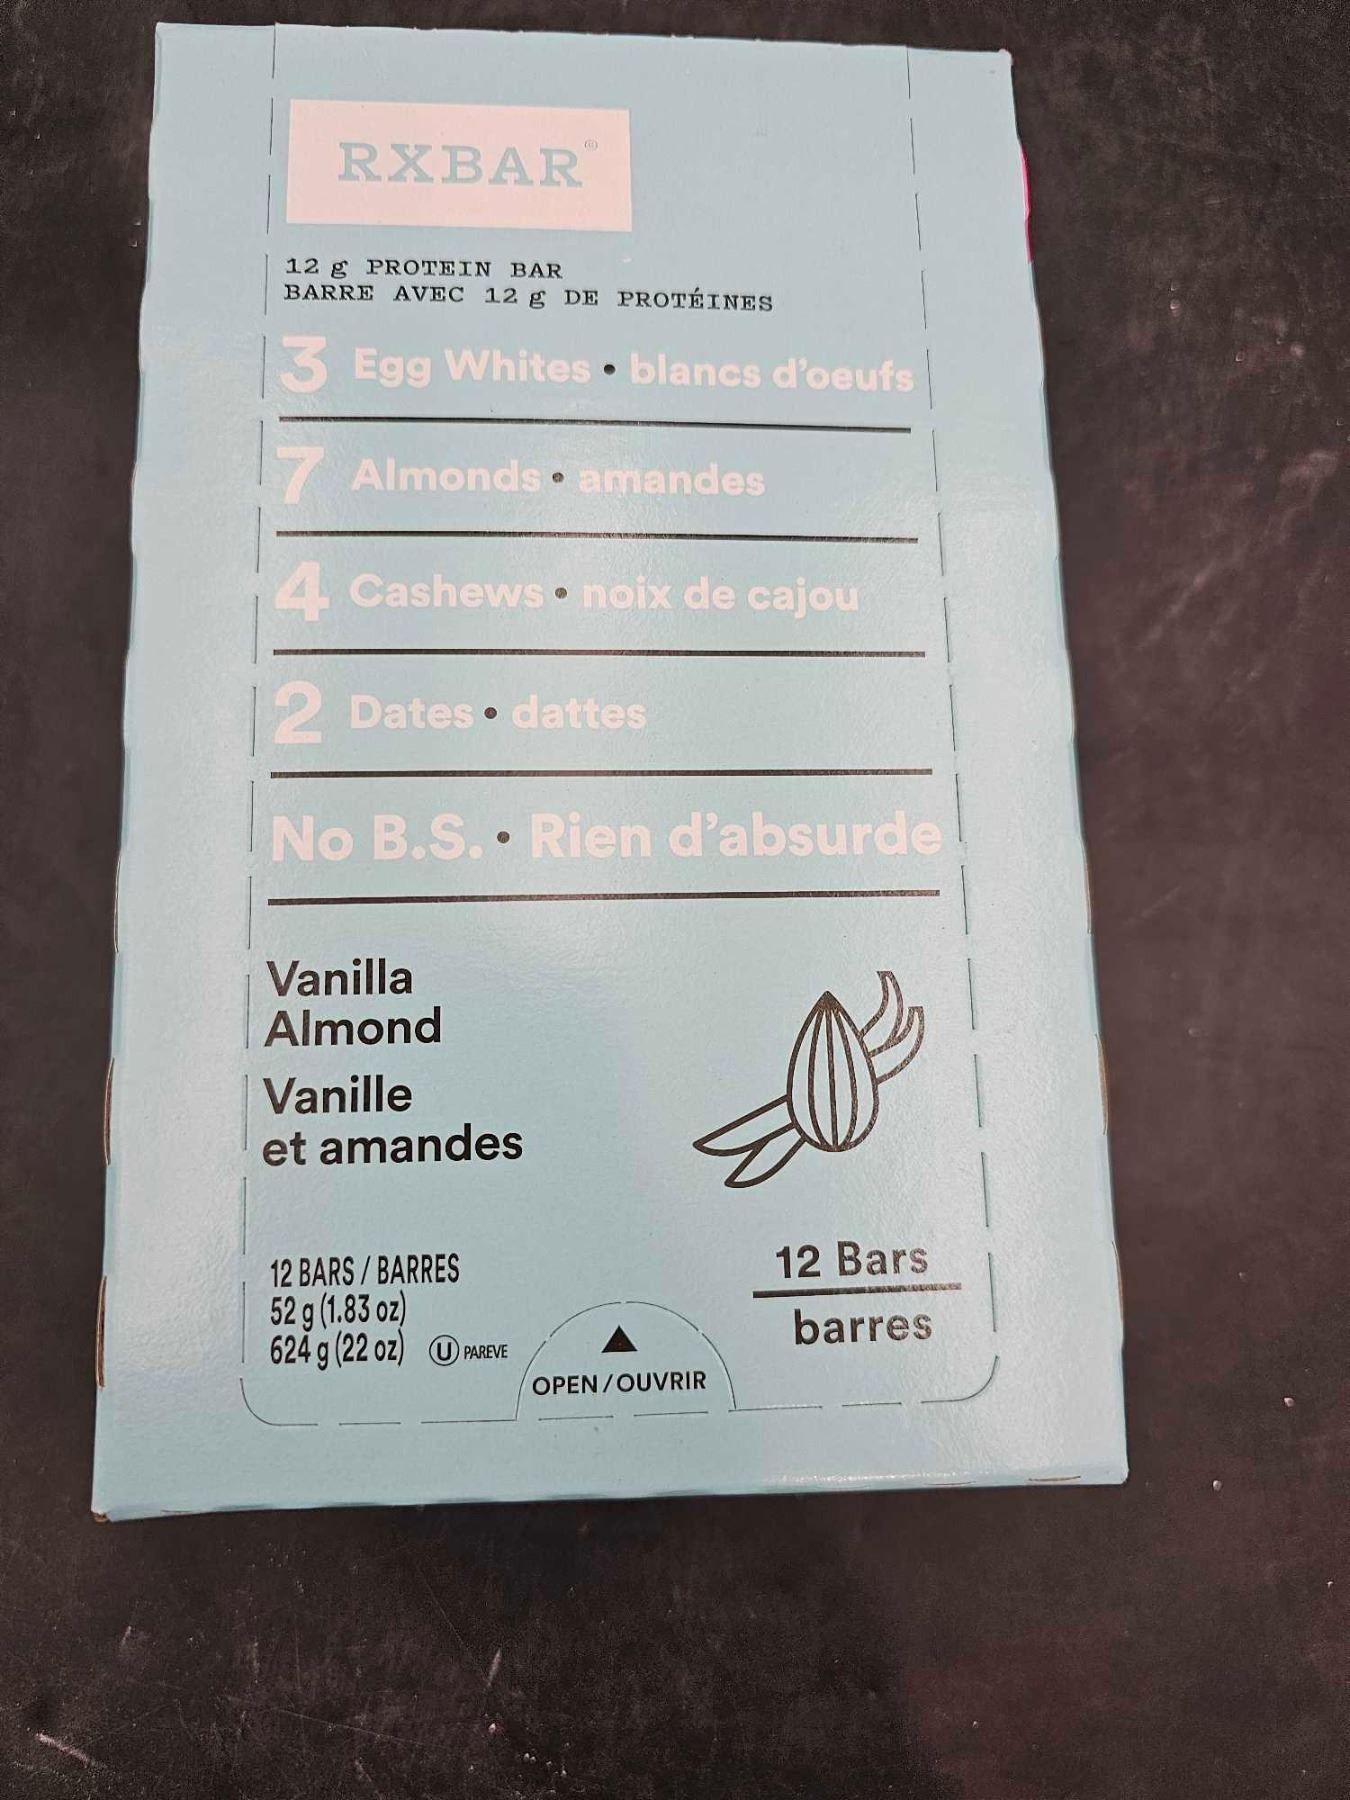 RXBAR®
12 g PROTEIN BAR
BARRE AVEC 12 g DE PROTÉINES
3 Egg Whites • blancs d'oeufs
7 Almonds • amandes
4 Cashews • noix de cajou
2 Dates • dattes
No B.S. • Rien d'absurde
Vanilla
Almond
Vanille
et amandes
12 BARS / BARRES
52 g (1.83 oz)
624 g (22 oz) U PAREVE
OPEN / OUVRIR
12 Bars
barres